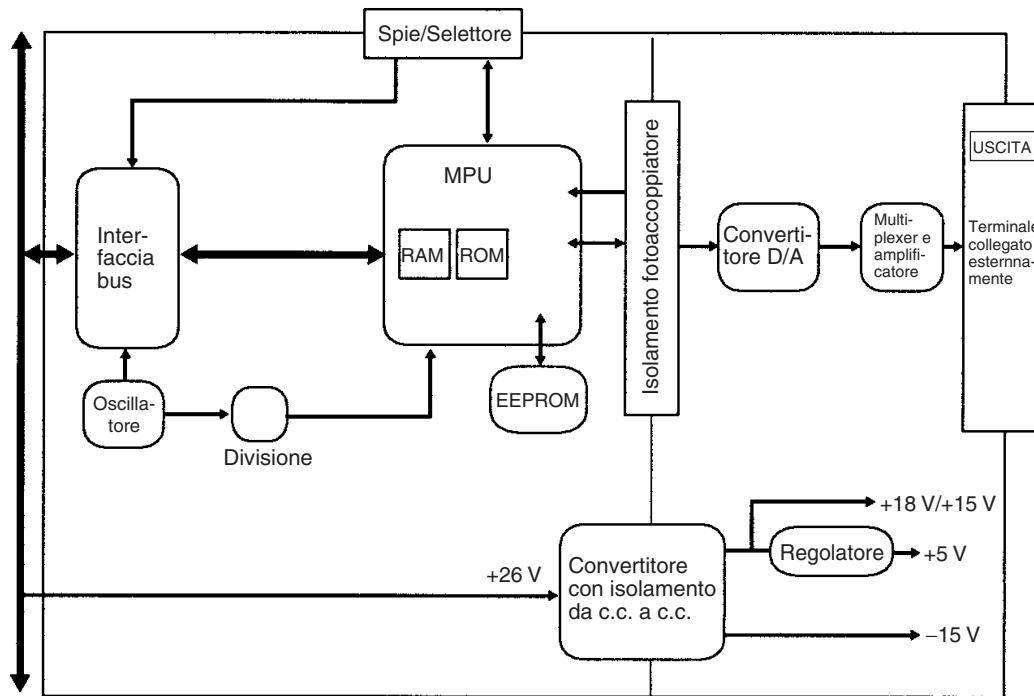 Spie/Selettore
MPU
RAM
ROM
Inter-
faccia
bus
Isolamento fotoaccoppiatore
Converti-
tore D/A
Multi-
plexer e
amplifi-
catore
USCITA
Terminale
collegato
esternna-
mente
Oscilla-
tore
Divisione
EEPROM
+26 V
Convertitore
con isolamento
da c.c. a c.c.
+18 V/+15 V
Regolatore
+5 V
−15 V